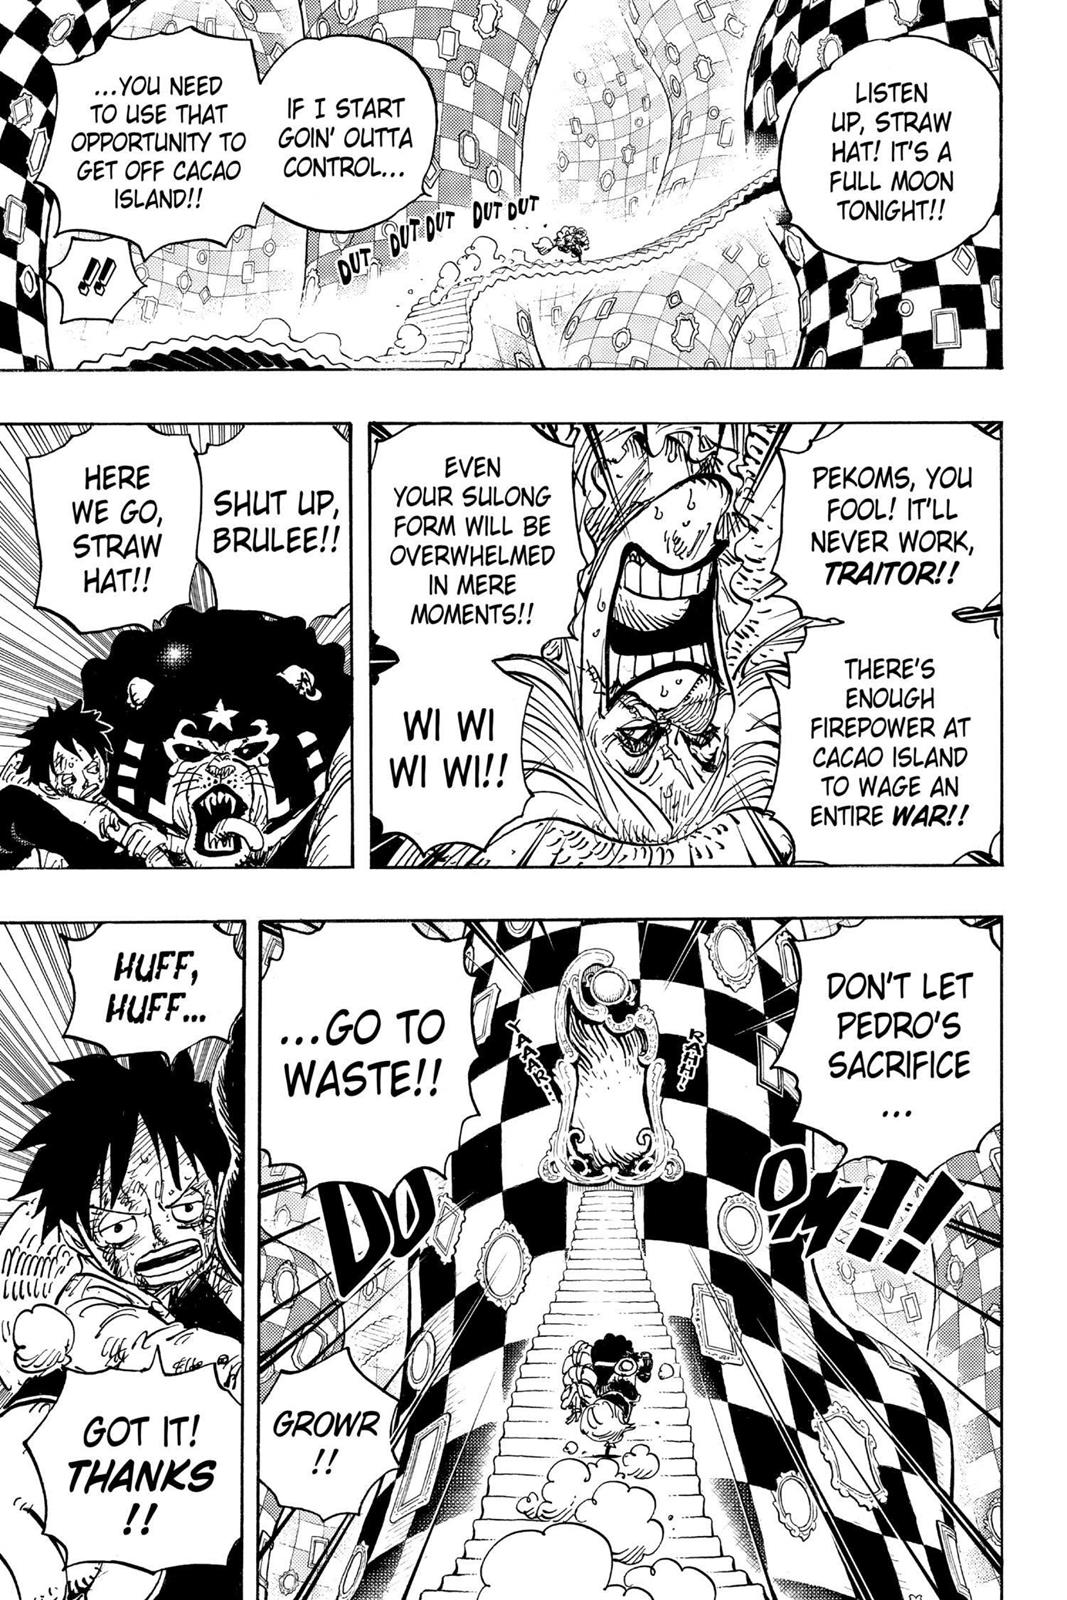 LISTEN
UP, STRAW
HAT! IT'S A
FULL MOON
TONIGHT!!
IF I START
GOIN' OUTTA
CONTROL...
...YOU NEED
TO USE THAT
OPPORTUNITY TO
GET OFF CACAO
ISLAND!!
!!
DUT DUT DUT DUT DUT
PEKOMS, YOU
FOOL! IT'LL
NEVER WORK,
TRAITOR!!
THERE'S
ENOUGH
FIREPOWER AT
CACAO ISLAND
TO WAGE AN
ENTIRE WAR!!
EVEN
YOUR SULONG
FORM WILL BE
OVERWHELMED
IN MERE
MOMENTS!!
WI WI
WI WI!!
SHUT UP,
BRULEE!!
HERE
WE GO,
STRAW
HAT!!
DON'T LET
PEDRO'S
SACRIFICE
...
...GO TO
WASTE!!
RAHH!
DOOM!!
GROWR
!!
HUFF,
HUFF...
GOT IT!
THANKS
!!